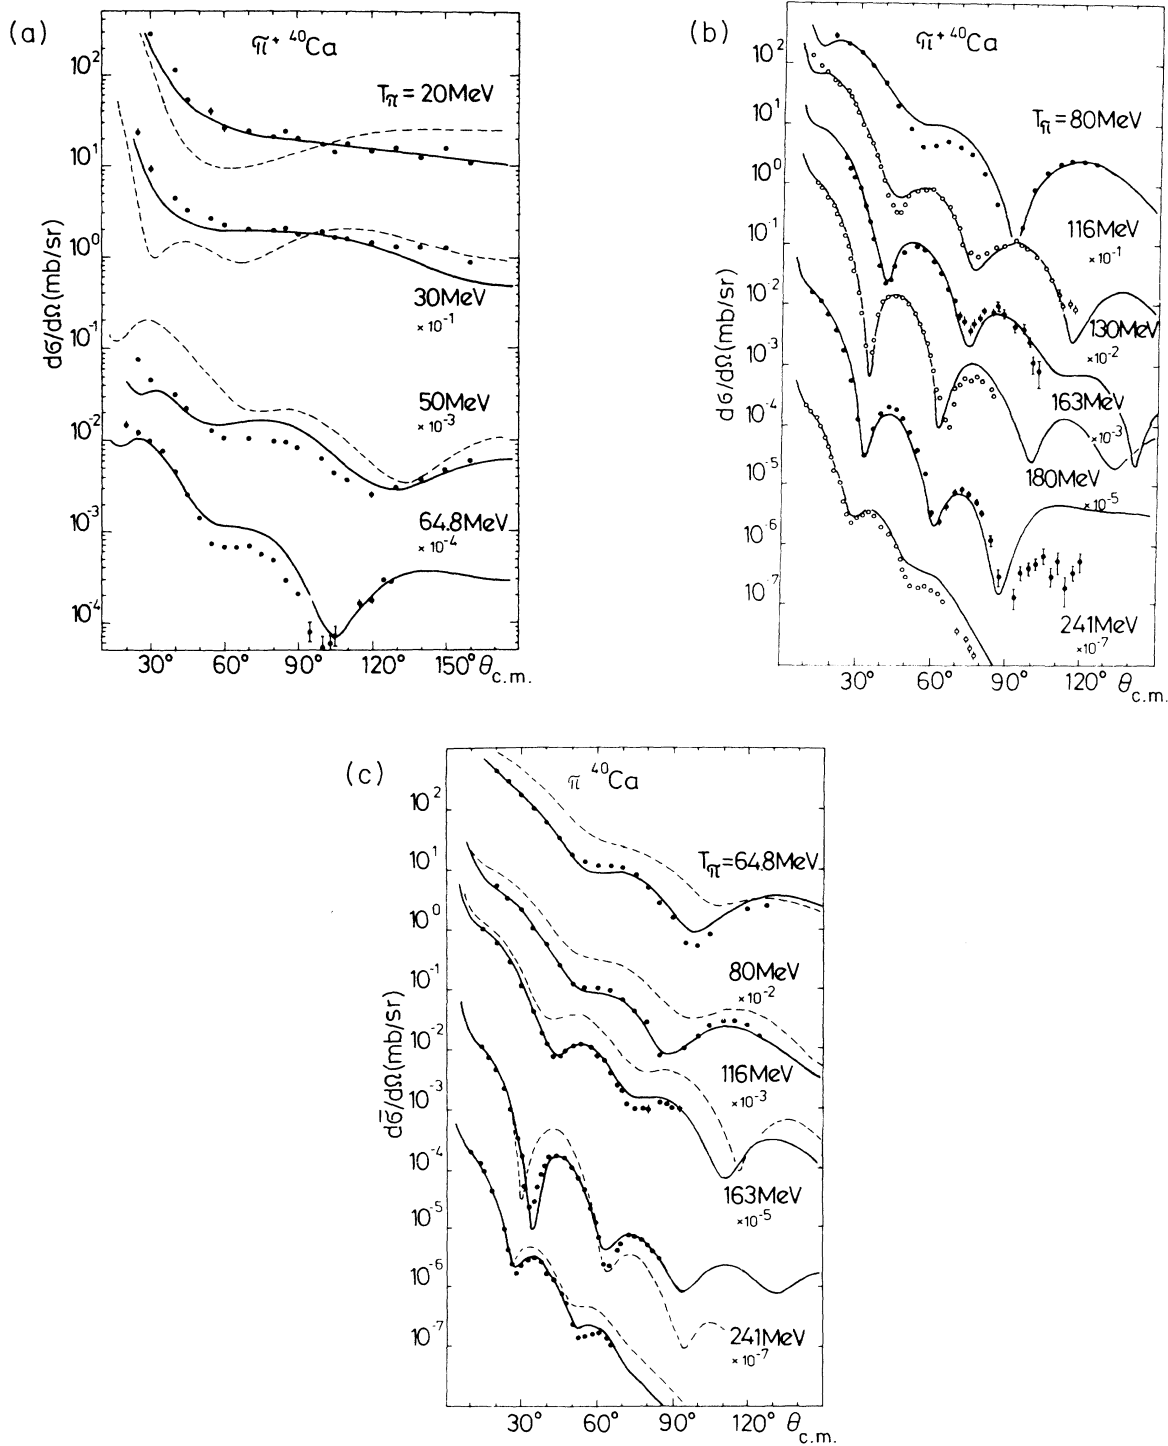 (a)
π⁺ ⁴⁰Ca
Tπ = 20MeV
30MeV
×10⁻¹
50MeV
×10⁻³
64.8MeV
×10⁻⁴
dσ/dΩ(mb/sr)
10²
10¹
10⁰
10⁻¹
10⁻²
10⁻³
10⁻⁴
30° 60° 90° 120° 150° θc.m.
(b)
π⁺ ⁴⁰Ca
Tπ = 80MeV
116MeV
×10⁻¹
130MeV
×10⁻²
163MeV
×10⁻³
180MeV
×10⁻⁵
241MeV
×10⁻⁷
dσ/dΩ(mb/sr)
10²
10¹
10⁰
10⁻¹
10⁻²
10⁻³
10⁻⁴
10⁻⁵
10⁻⁶
10⁻⁷
30° 60° 90° 120° θc.m.
(c)
π⁻ ⁴⁰Ca
Tπ = 64.8MeV
80MeV
×10⁻²
116MeV
×10⁻³
163MeV
×10⁻⁵
241MeV
×10⁻⁷
dσ̄/dΩ(mb/sr)
10²
10¹
10⁰
10⁻¹
10⁻²
10⁻³
10⁻⁴
10⁻⁵
10⁻⁶
10⁻⁷
30° 60° 90° 120° θc.m.